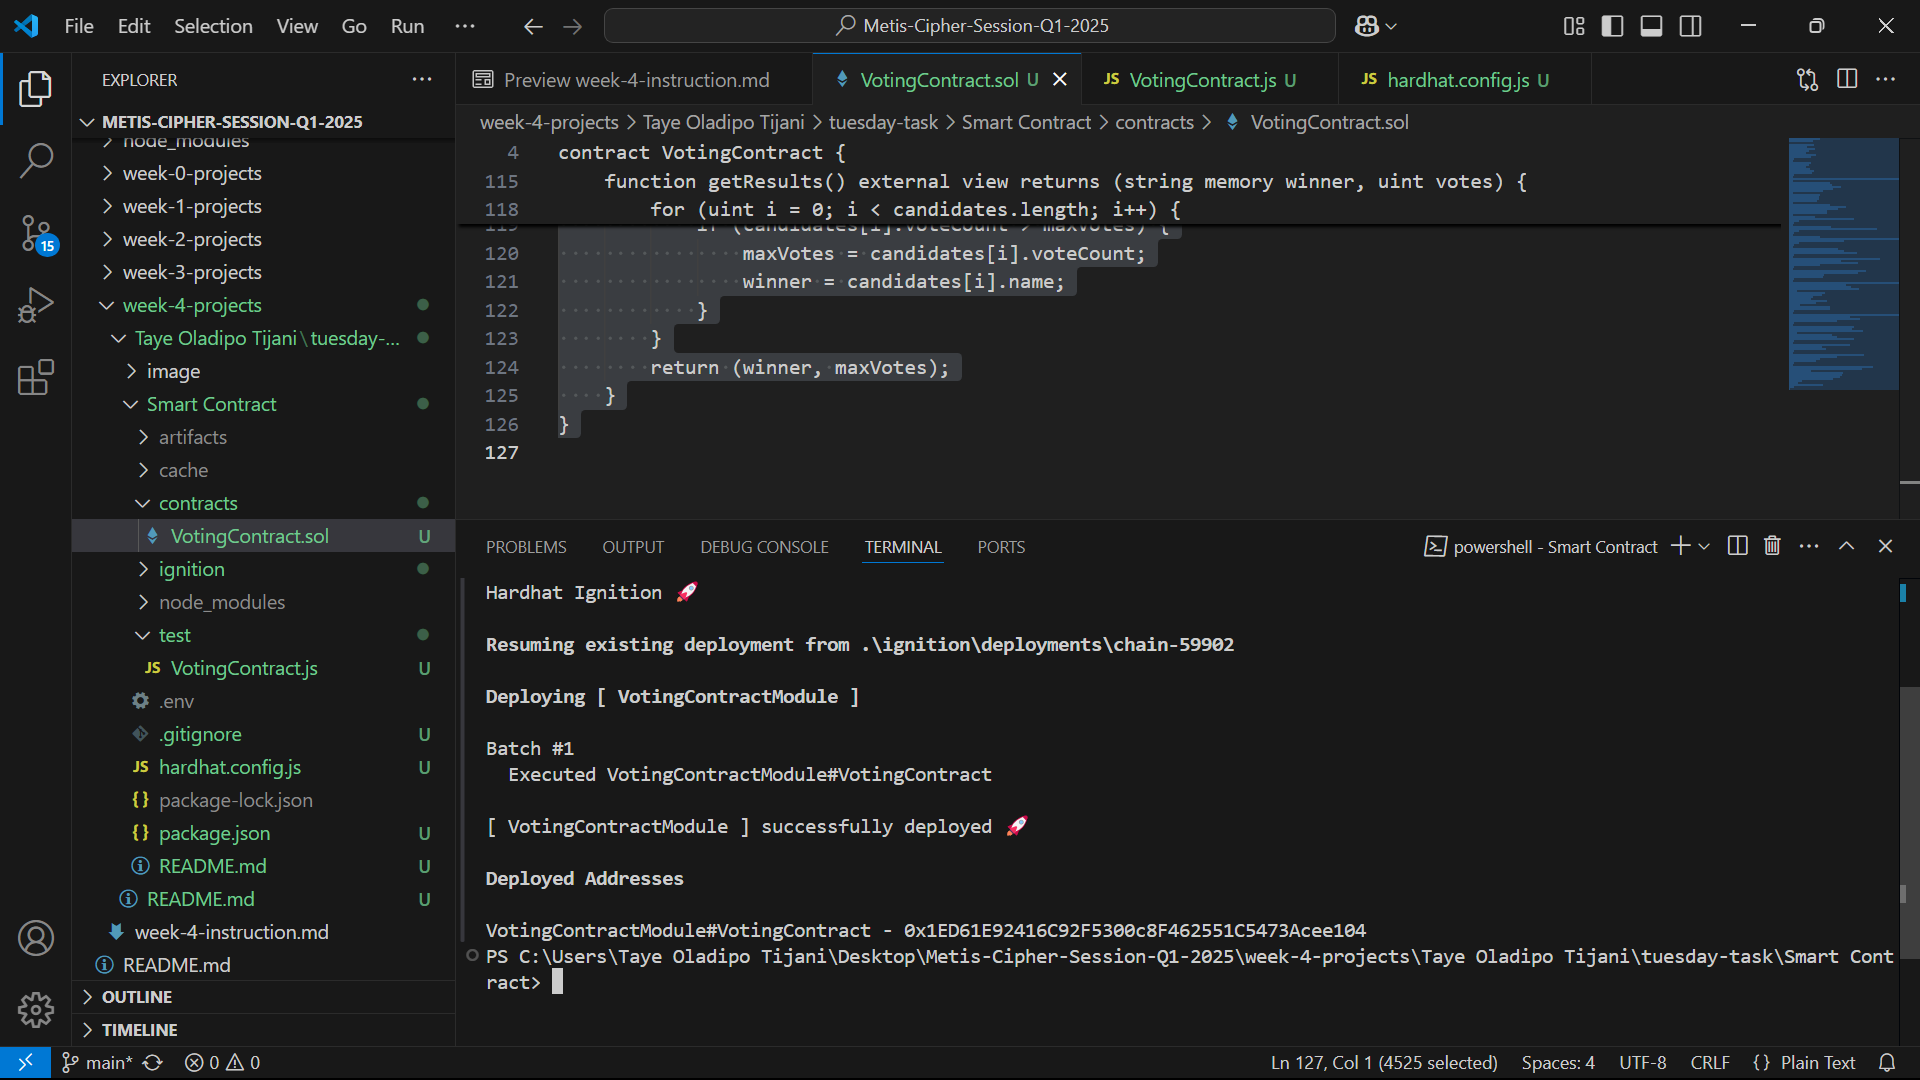 File Edit Selection View Go Run ··· Metis-Cipher-Session-Q1-2025
EXPLORER
METIS-CIPHER-SESSION-Q1-2025
node_modules
week-0-projects
week-1-projects
week-2-projects
week-3-projects
week-4-projects
Taye Oladipo Tijani\tuesday-...
image
Smart Contract
artifacts
cache
contracts
VotingContract.sol U
ignition
node_modules
test
JS VotingContract.js U
.env
.gitignore U
JS hardhat.config.js U
{} package-lock.json
{} package.json U
README.md U
README.md U
week-4-instruction.md
README.md
OUTLINE
TIMELINE
15
Preview week-4-instruction.md VotingContract.sol U JS VotingContract.js U JS hardhat.config.js U
week-4-projects > Taye Oladipo Tijani > tuesday-task > Smart Contract > contracts > VotingContract.sol
4 contract VotingContract {
115 function getResults() external view returns (string memory winner, uint votes) {
118 for (uint i = 0; i < candidates.length; i++) {
119 if (candidates[i].voteCount > maxVotes) {
120 maxVotes = candidates[i].voteCount;
121 winner = candidates[i].name;
122 }
123 }
124 return (winner, maxVotes);
125 }
126 }
127
PROBLEMS OUTPUT DEBUG CONSOLE TERMINAL PORTS powershell - Smart Contract
Hardhat Ignition 🚀
Resuming existing deployment from .\ignition\deployments\chain-59902
Deploying [ VotingContractModule ]
Batch #1
Executed VotingContractModule#VotingContract
[ VotingContractModule ] successfully deployed 🚀
Deployed Addresses
VotingContractModule#VotingContract - 0x1ED61E92416C92F5300c8F462551C5473Acee104
PS C:\Users\Taye Oladipo Tijani\Desktop\Metis-Cipher-Session-Q1-2025\week-4-projects\Taye Oladipo Tijani\tuesday-task\Smart Cont
ract>
main* 0 0 Ln 127, Col 1 (4525 selected) Spaces: 4 UTF-8 CRLF {} Plain Text